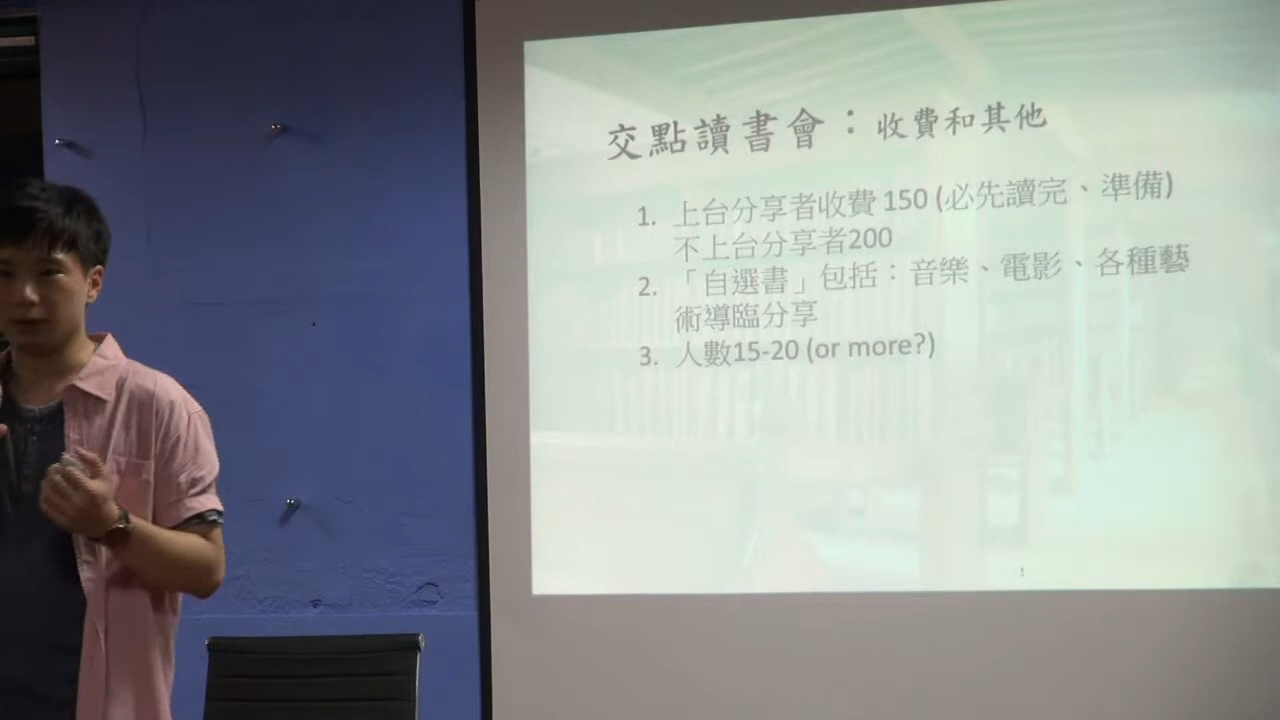 交點讀書會：收費和其他
1. 上台分享者收費 150 (必先讀完、準備)
不上台分享者200
2. 「自選書」包括：音樂、電影、各種藝
術導臨分享
3. 人數15-20 (or more?)